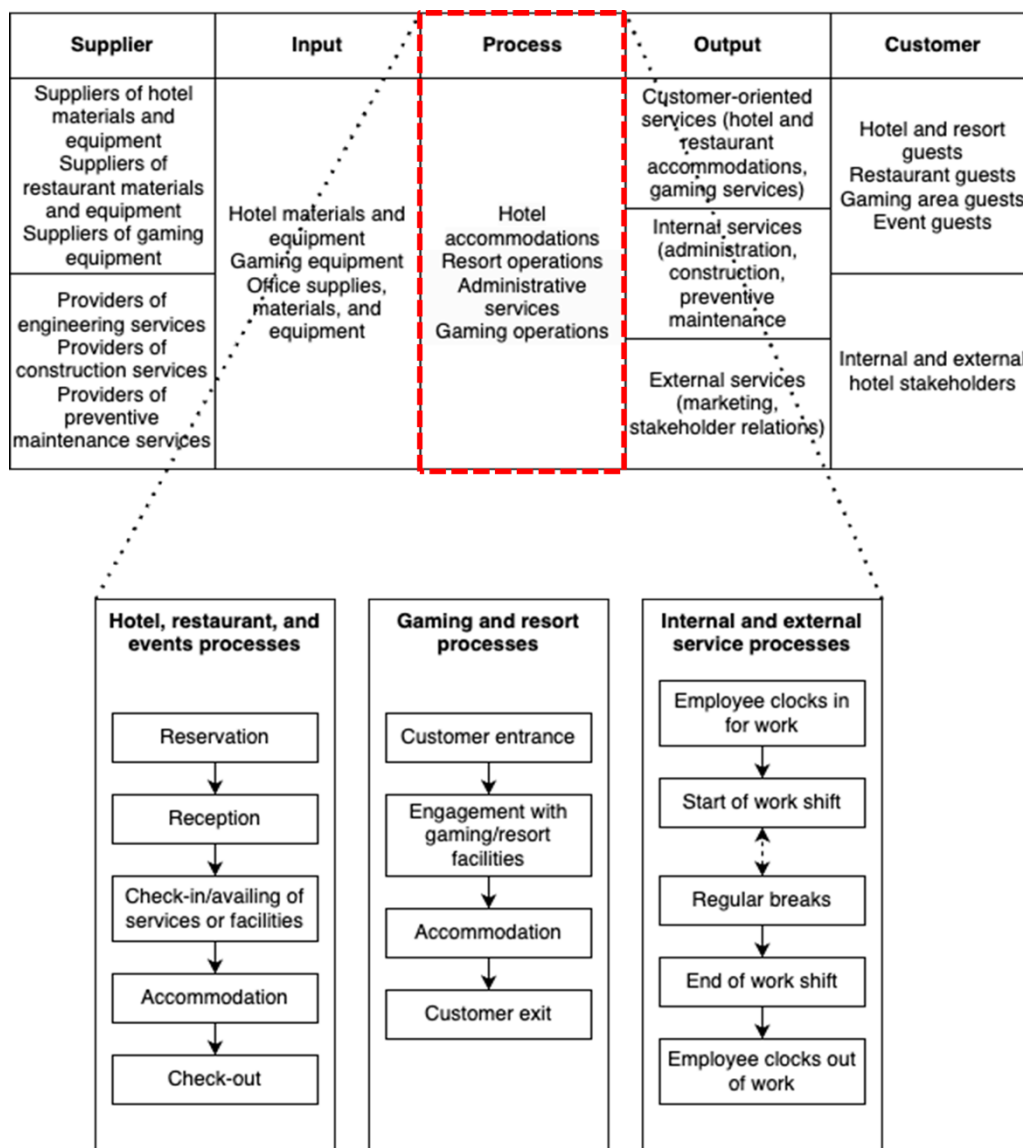 Supplier
Input
Process
Output
Customer
Suppliers of hotel
materials and
equipment
Suppliers of
restaurant materials
and equipment
Suppliers of gaming
equipment
Providers of
engineering services
Providers of
construction services
Providers of
preventive
maintenance services
Hotel materials and
equipment
Gaming equipment
Office supplies,
materials, and
equipment
Hotel
accommodations
Resort operations
Administrative
services
Gaming operations
Customer-oriented
services (hotel and
restaurant
accommodations,
gaming services)
Internal services
(administration,
construction,
preventive
maintenance
External services
(marketing,
stakeholder relations)
Hotel and resort
guests
Restaurant guests
Gaming area guests
Event guests
Internal and external
hotel stakeholders
Hotel, restaurant, and
events processes
Reservation
Reception
Check-in/availing of
services or facilities
Accommodation
Check-out
Gaming and resort
processes
Customer entrance
Engagement with
gaming/resort
facilities
Accommodation
Customer exit
Internal and external
service processes
Employee clocks in
for work
Start of work shift
Regular breaks
End of work shift
Employee clocks out
of work